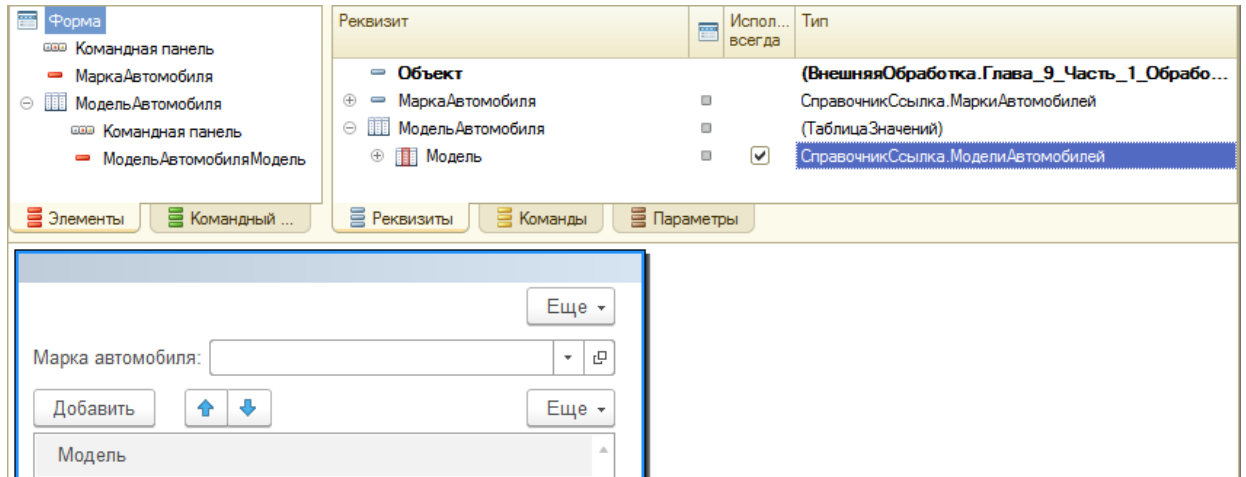 Форма
Командная панель
МаркаАвтомобиля
МодельАвтомобиля
Командная панель
МодельАвтомобиляМодель
Элементы
Командный ...
Реквизит Испол... всегда Тип
Объект (ВнешняяОбработка.Глава_9_Часть_1_Обрабо...
МаркаАвтомобиля СправочникСсылка.МаркиАвтомобилей
МодельАвтомобиля (ТаблицаЗначений)
Модель СправочникСсылка.МоделиАвтомобилей
Реквизиты
Команды
Параметры
Еще
Марка автомобиля:
Добавить Еще
Модель